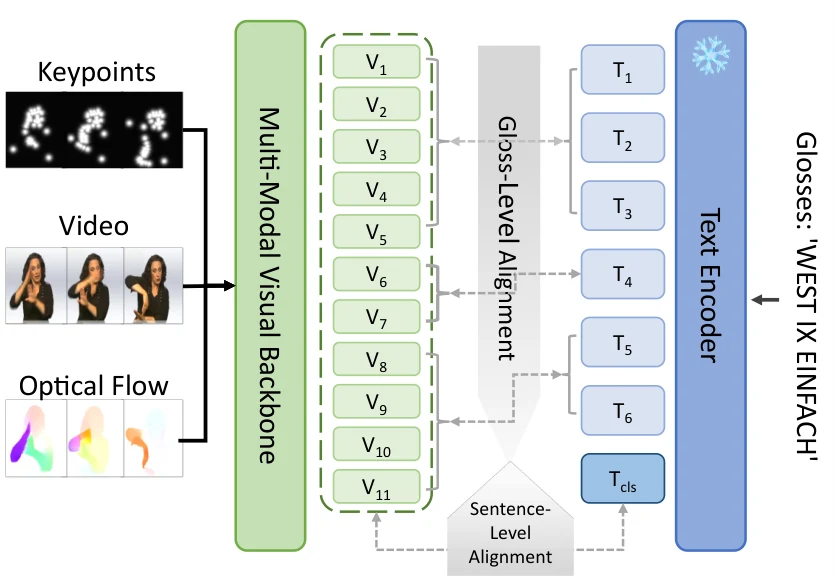 Keypoints
Video
Optical Flow
Multi-Modal Visual Backbone
V1
V2
V3
V4
V5
V6
V7
V8
V9
V10
V11
Gloss-Level Alignment
Sentence-
Level
Alignment
T1
T2
T3
T4
T5
T6
Tcls
Text Encoder
Glosses: 'WEST IX EINFACH'